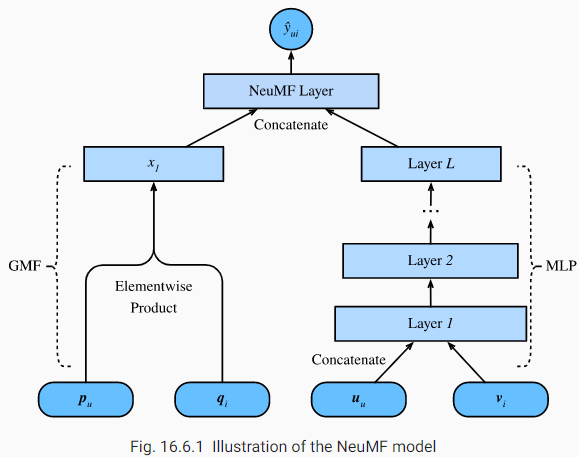 ŷui
NeuMF Layer
Concatenate
x1
Layer L
...
GMF
Layer 2
MLP
Elementwise
Product
Layer 1
Concatenate
pu
qi
uu
vi
Fig. 16.6.1 Illustration of the NeuMF model